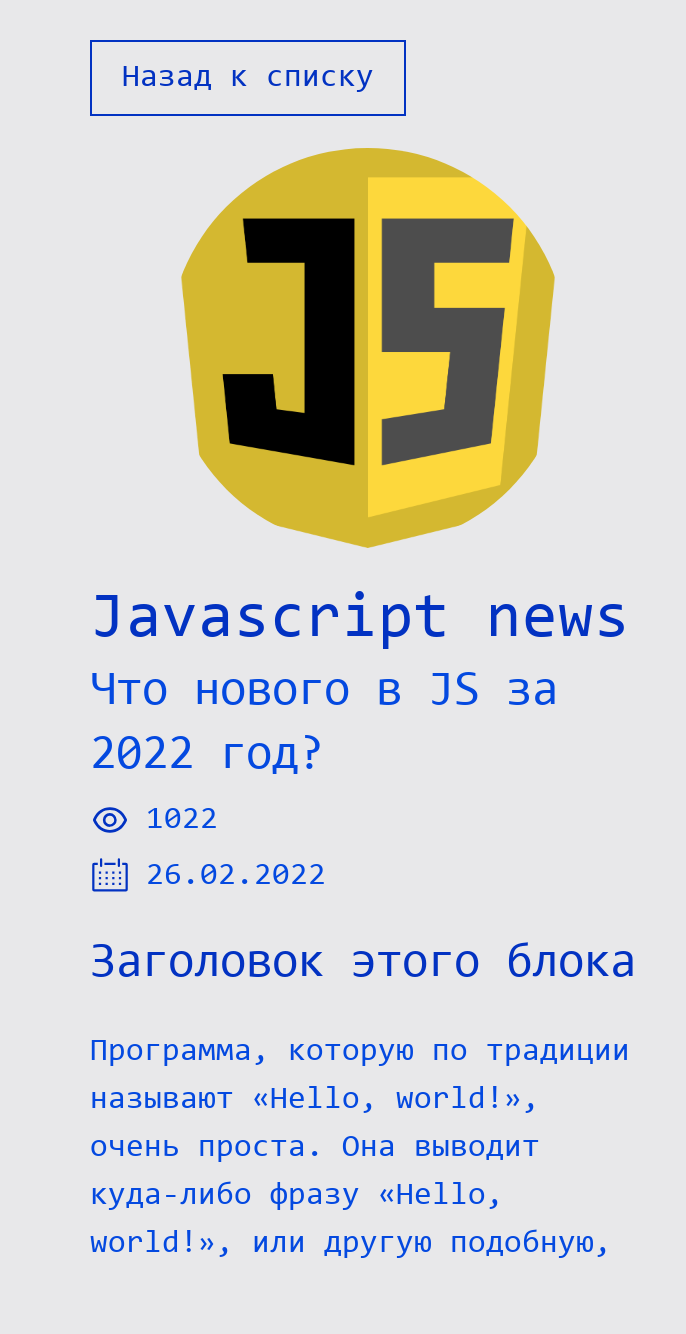 Назад к списку
JS
Javascript news
Что нового в JS за
2022 год?
1022
26.02.2022
Заголовок этого блока
Программа, которую по традиции
называют «Hello, world!»,
очень проста. Она выводит
куда-либо фразу «Hello,
world!», или другую подобную,